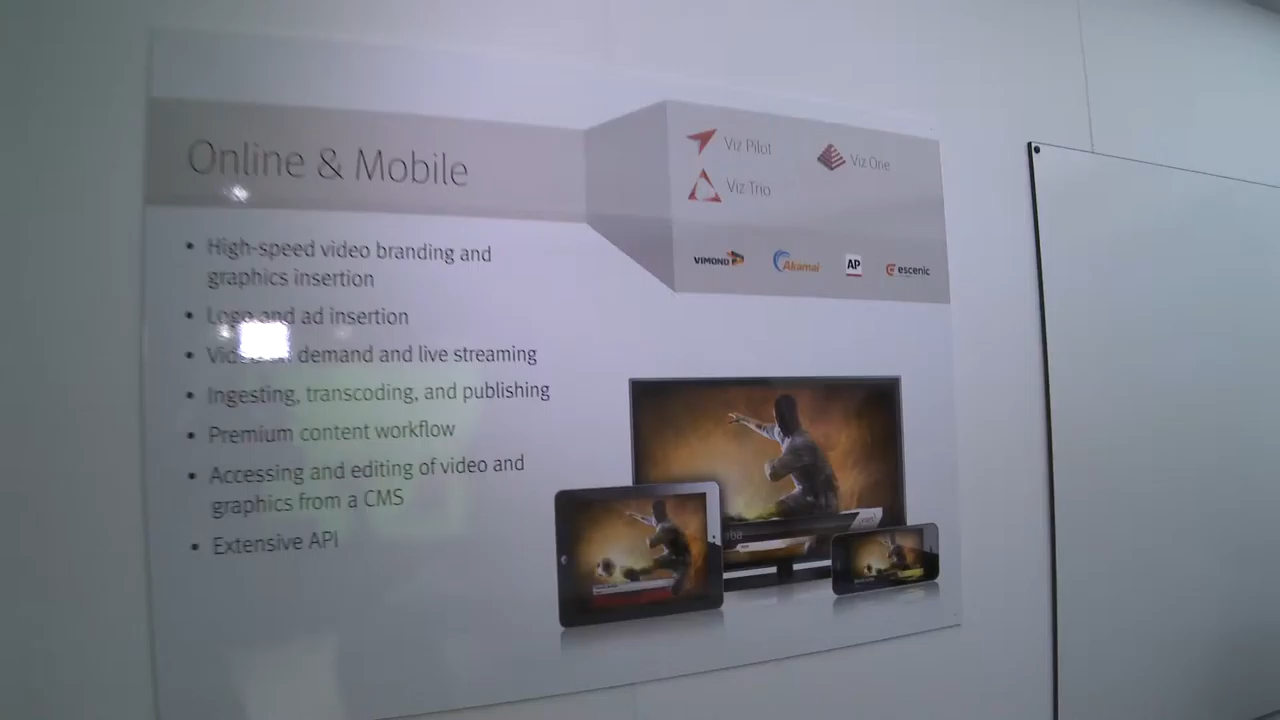 Online & Mobile
Viz Pilot
Viz One
Viz Trio
VIMOND
Akamai
AP
escenic
• High-speed video branding and
graphics insertion
• Logo and ad insertion
• Video on demand and live streaming
• Ingesting, transcoding, and publishing
• Premium content workflow
• Accessing and editing of video and
graphics from a CMS
• Extensive API